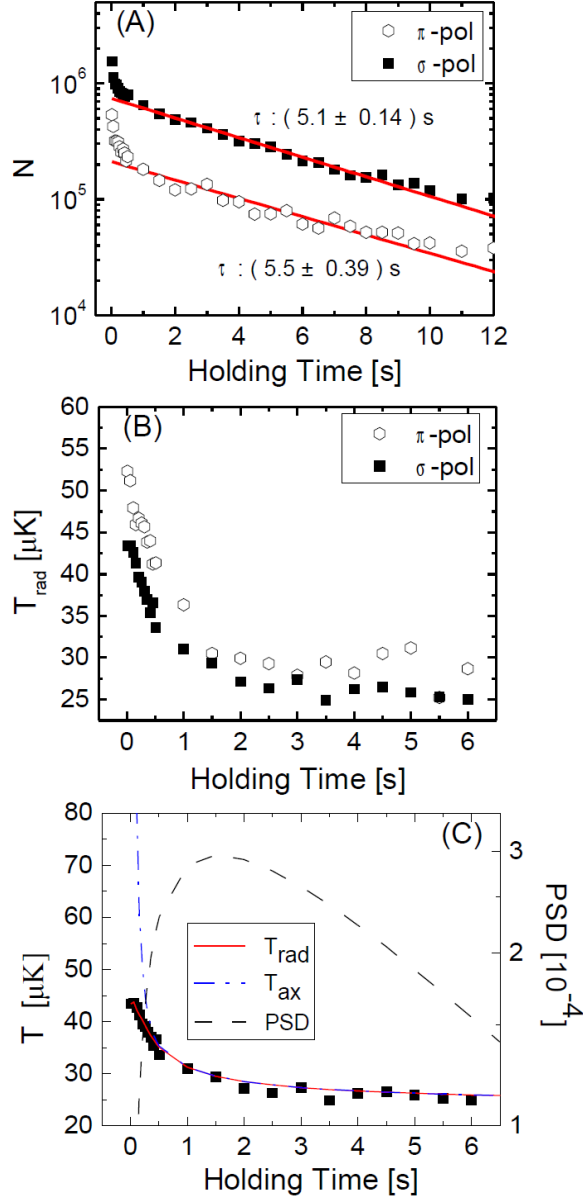 (A)
π -pol
σ -pol
10^6
10^5
10^4
N
τ : ( 5.1 ± 0.14 ) s
τ : ( 5.5 ± 0.39 ) s
0 2 4 6 8 10 12
Holding Time [s]
(B)
π -pol
σ -pol
60
55
50
45
40
35
30
25
T_rad [μK]
0 1 2 3 4 5 6
Holding Time [s]
(C)
80
70
60
50
40
30
20
T [μK]
T_rad
T_ax
PSD
3
2
1
PSD [10^-4]
0 1 2 3 4 5 6
Holding Time [s]